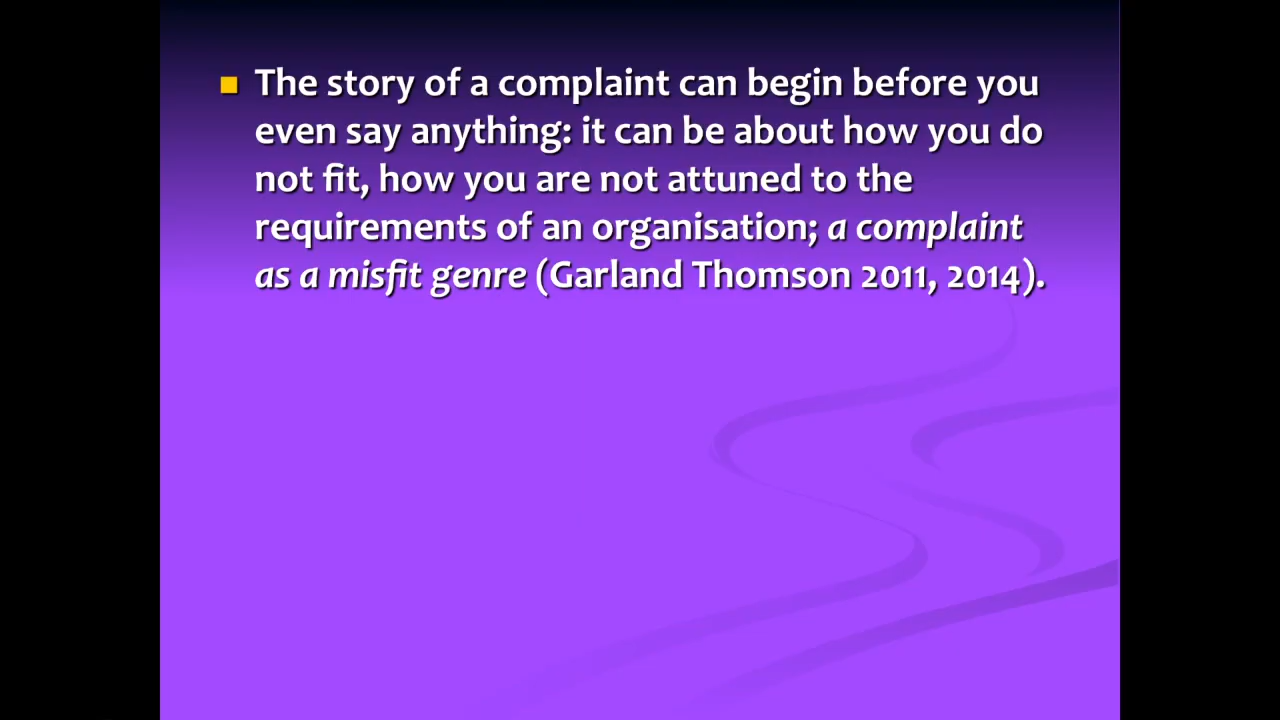 The story of a complaint can begin before you
even say anything: it can be about how you do
not fit, how you are not attuned to the
requirements of an organisation; a complaint
as a misfit genre (Garland Thomson 2011, 2014).